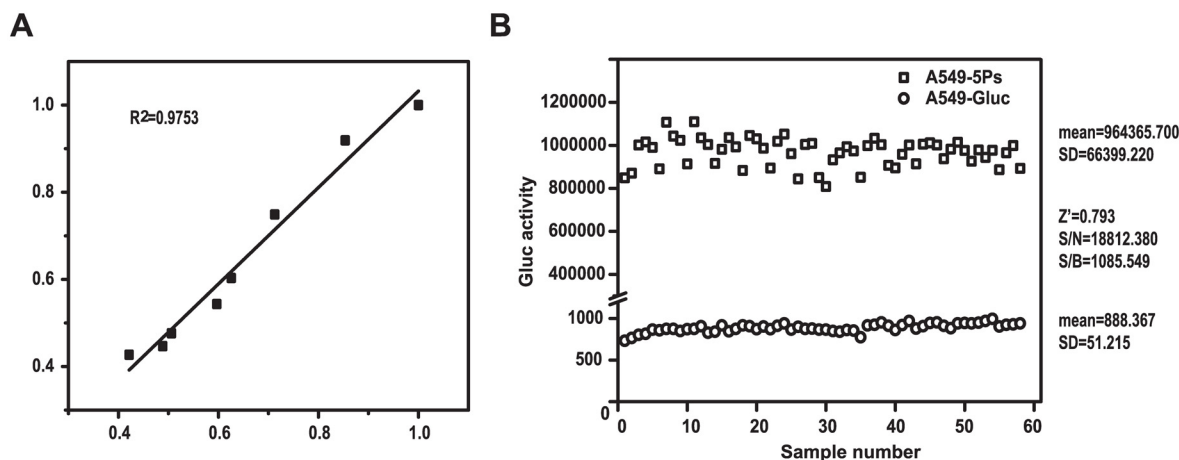 A
R2=0.9753
1.0
0.8
0.6
0.4
0.4 0.6 0.8 1.0
B
A549-5Ps
A549-Gluc
Gluc activity
1200000
1000000
800000
600000
400000
1000
500
0
0 10 20 30 40 50 60
Sample number
mean=964365.700
SD=66399.220
Z'=0.793
S/N=18812.380
S/B=1085.549
mean=888.367
SD=51.215